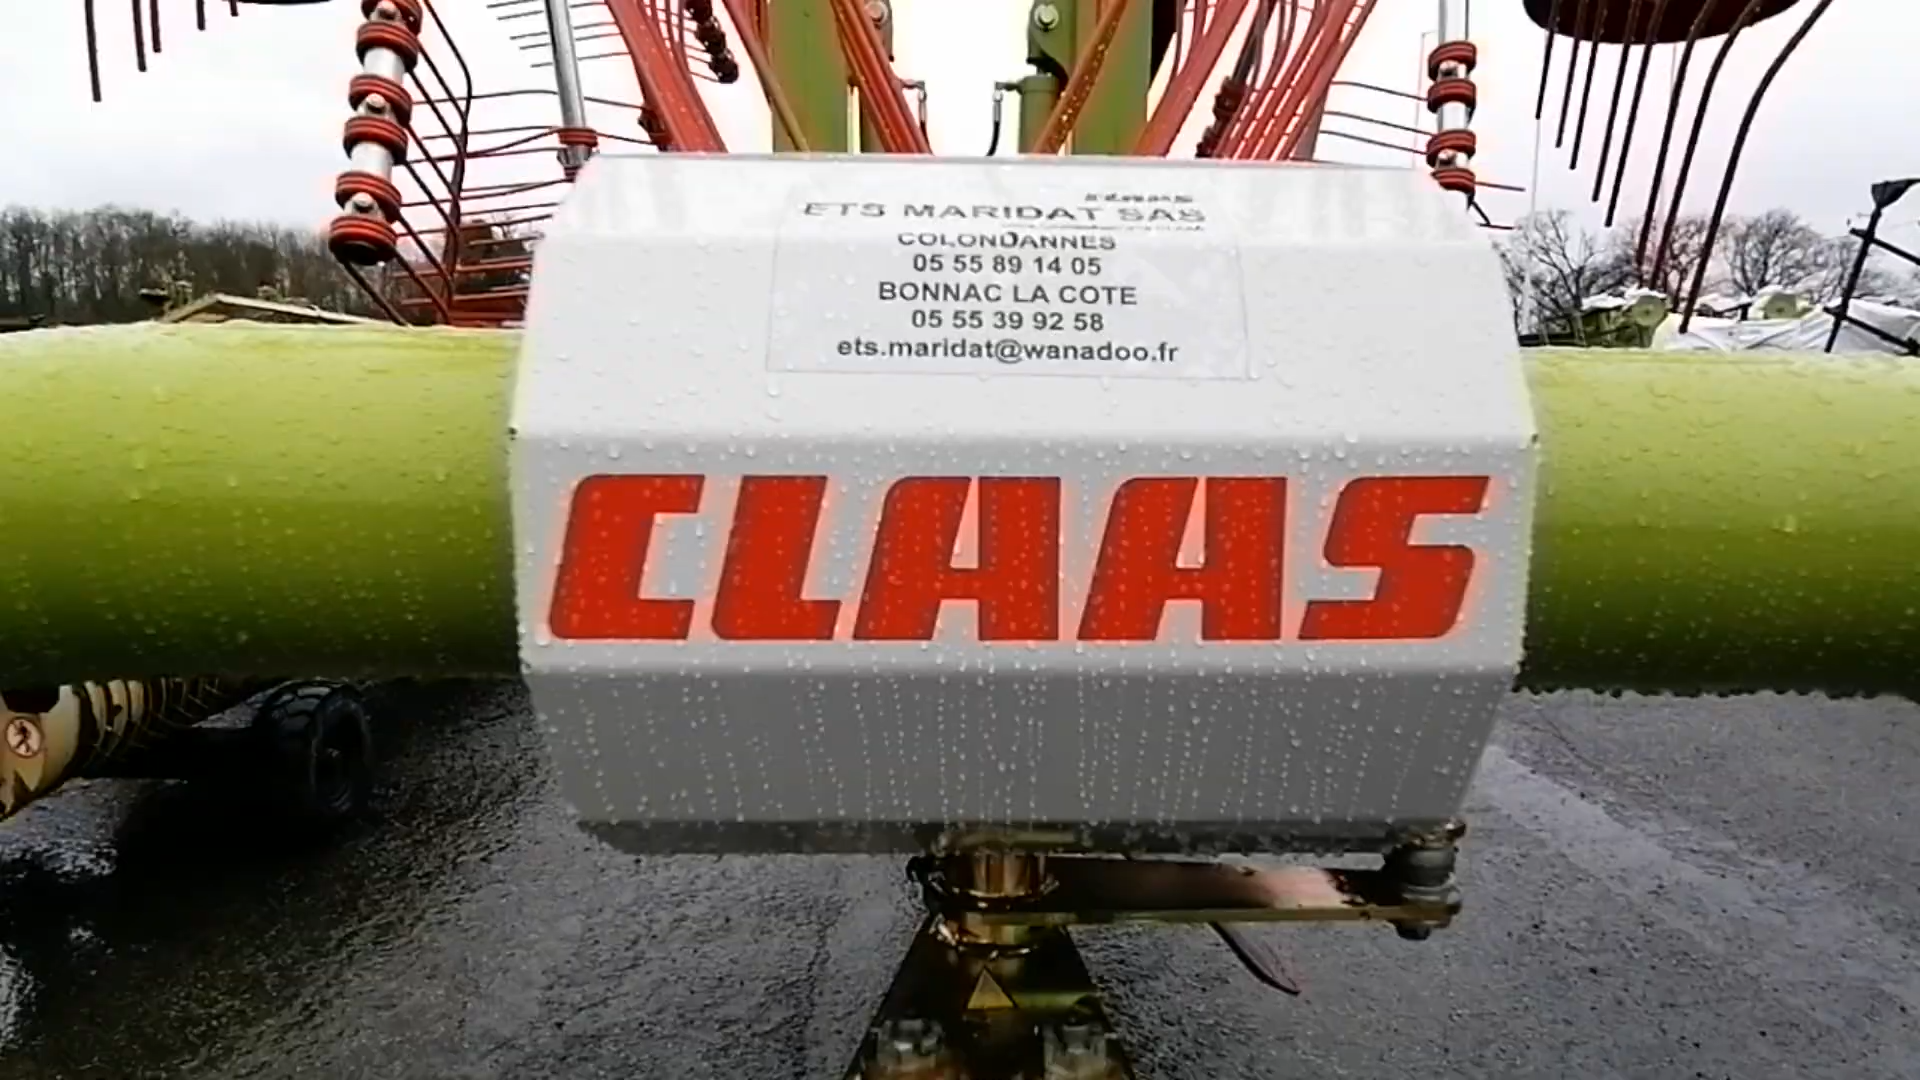 ETS MARIDAT SAS
COLONDANNES
05 55 89 14 05
BONNAC LA COTE
05 55 39 92 58
ets.maridat@wanadoo.fr
CLAAS